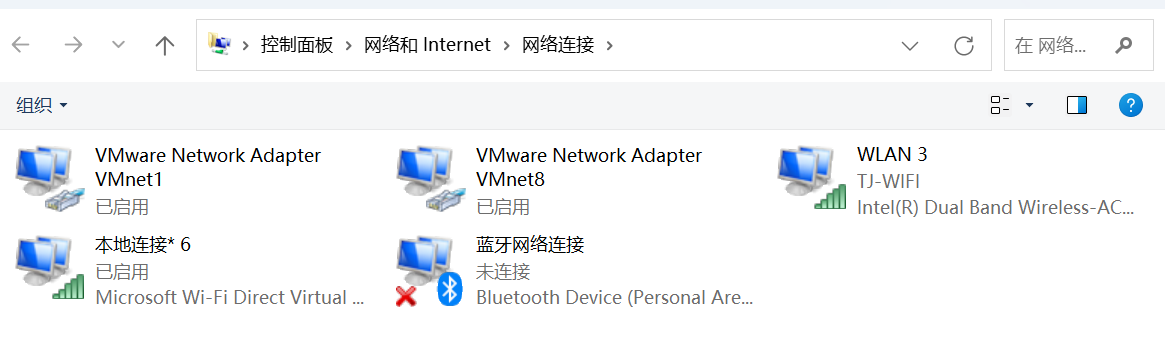 控制面板 > 网络和 Internet > 网络连接 >
在 网络...
组织
VMware Network Adapter
VMnet1
已启用
VMware Network Adapter
VMnet8
已启用
WLAN 3
TJ-WIFI
Intel(R) Dual Band Wireless-AC...
本地连接* 6
已启用
Microsoft Wi-Fi Direct Virtual ...
蓝牙网络连接
未连接
Bluetooth Device (Personal Are...